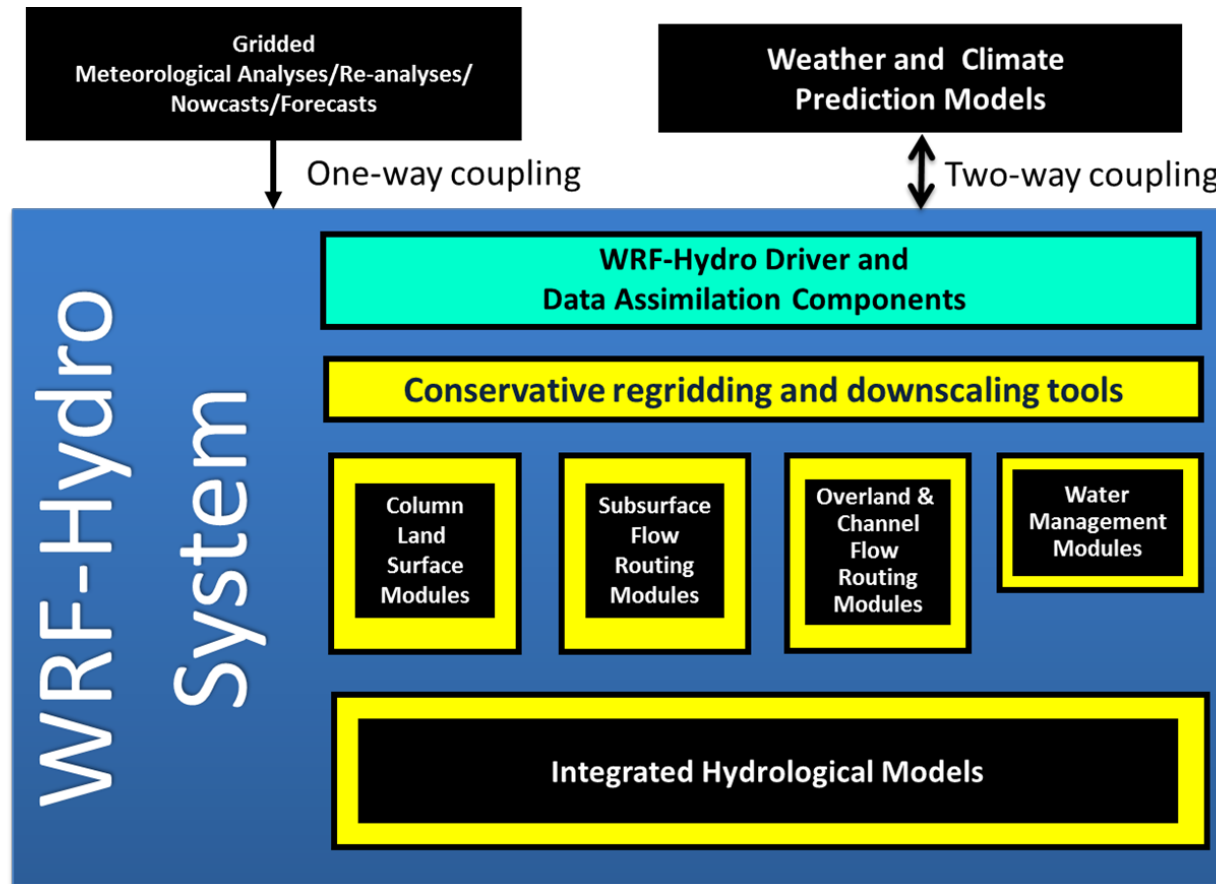 Gridded
Meteorological Analyses/Re-analyses/
Nowcasts/Forecasts
Weather and Climate
Prediction Models
One-way coupling
Two-way coupling
WRF-Hydro
System
WRF-Hydro Driver and
Data Assimilation Components
Conservative regridding and downscaling tools
Column
Land
Surface
Modules
Subsurface
Flow
Routing
Modules
Overland &
Channel
Flow
Routing
Modules
Water
Management
Modules
Integrated Hydrological Models